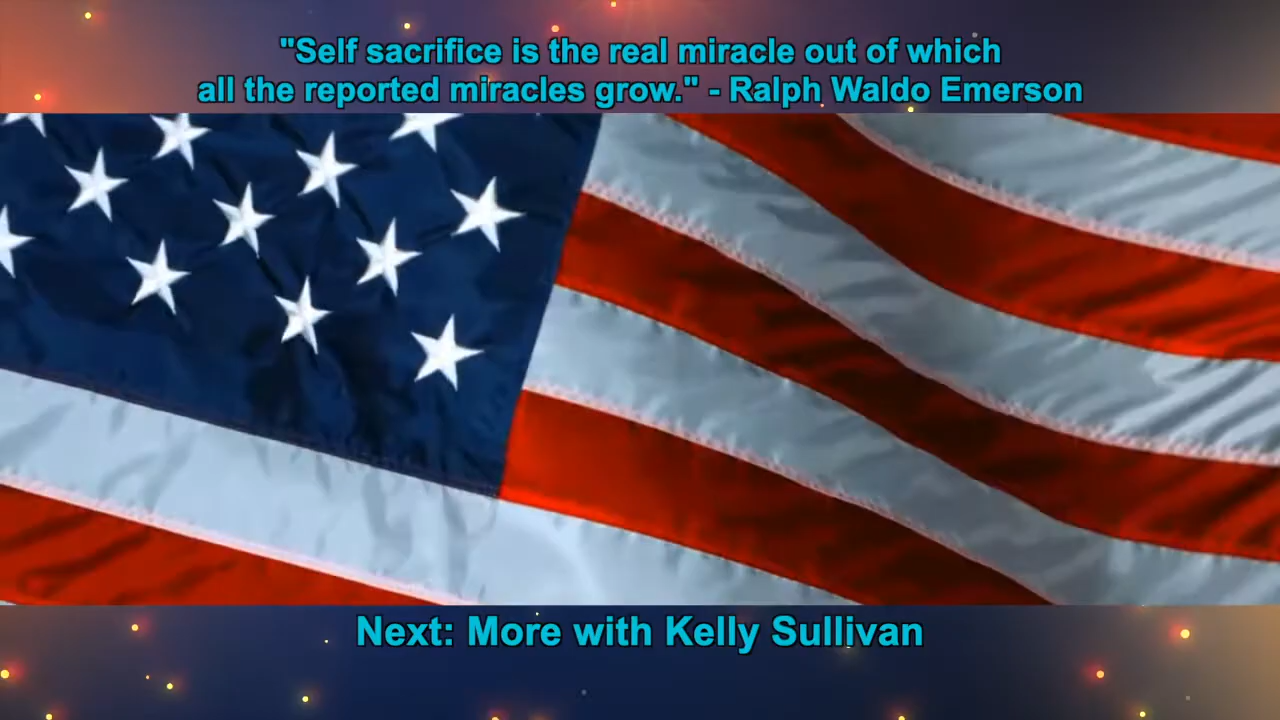 "Self sacrifice is the real miracle out of which
all the reported miracles grow." - Ralph Waldo Emerson
Next: More with Kelly Sullivan